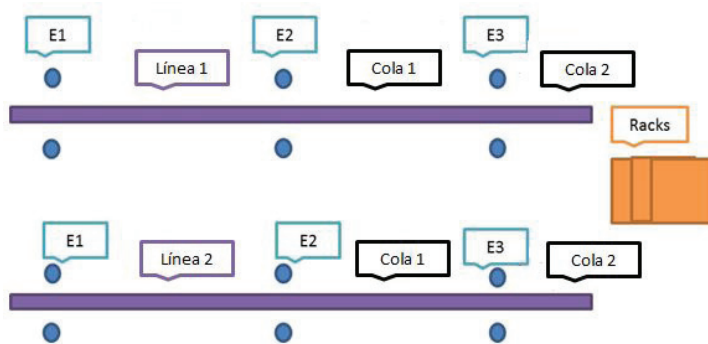 E1
E2
E3
Línea 1
Cola 1
Cola 2
Racks
E1
E2
E3
Línea 2
Cola 1
Cola 2